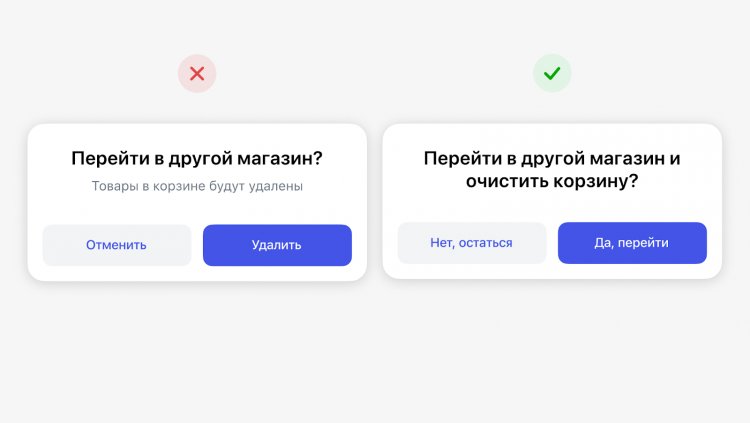 Перейти в другой магазин?
Товары в корзине будут удалены
Отменить
Удалить
Перейти в другой магазин и
очистить корзину?
Нет, остаться
Да, перейти